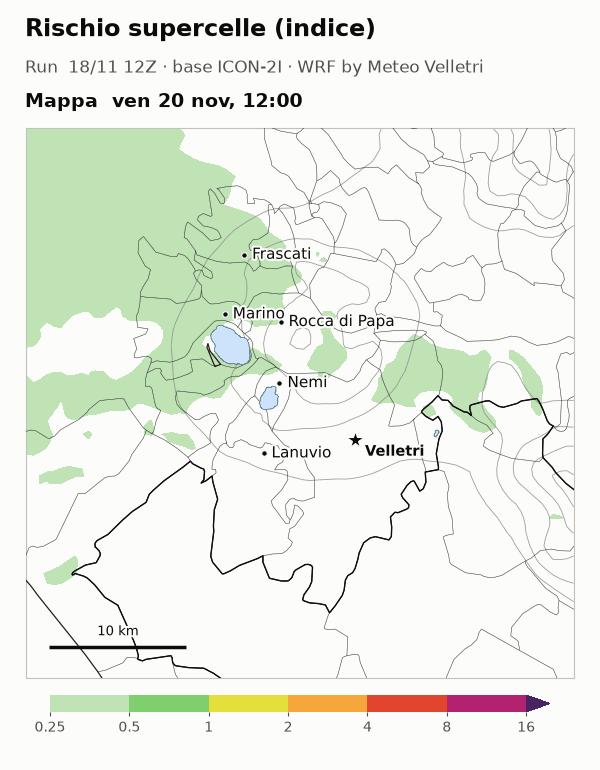 Rischio supercelle (indice)
Run  18/11 12Z · base ICON-2I · WRF by Meteo Velletri
Mappa  ven 20 nov, 12:00
Frascati
Marino
Rocca di Papa
Nemi
Velletri
Lanuvio
10 km
0.25 0.5 1 2 4 8 16